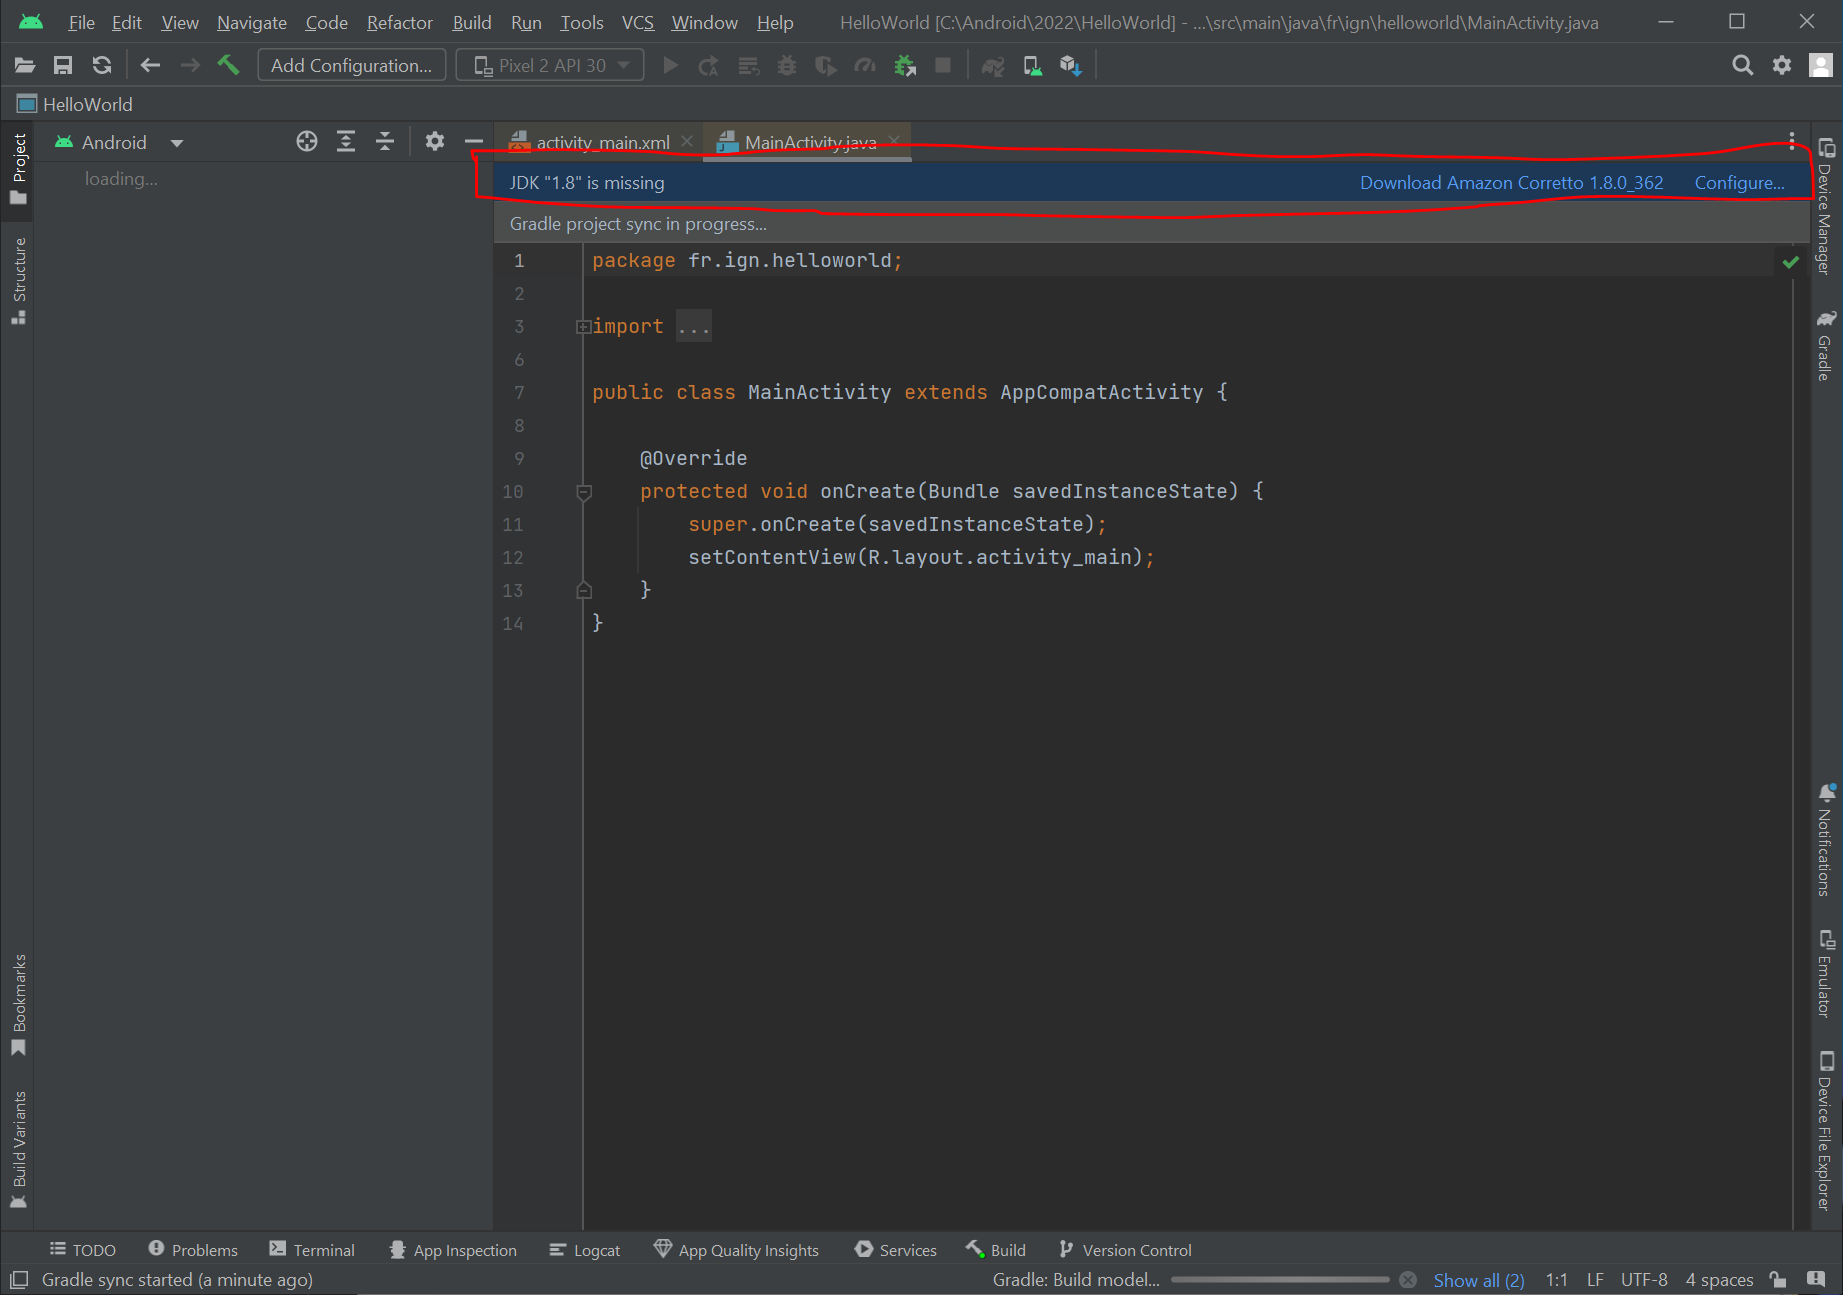 File Edit View Navigate Code Refactor Build Run Tools VCS Window Help HelloWorld [C:\Android\2022\HelloWorld] - ...\src\main\java\fr\ign\helloworld\MainActivity.java
Add Configuration... Pixel 2 API 30
HelloWorld
Android activity_main.xml MainActivity.java
loading...
JDK "1.8" is missing Download Amazon Corretto 1.8.0_362 Configure...
Gradle project sync in progress...
1 package fr.ign.helloworld;
2
3 import ...
6
7 public class MainActivity extends AppCompatActivity {
8
9 @Override
10 protected void onCreate(Bundle savedInstanceState) {
11 super.onCreate(savedInstanceState);
12 setContentView(R.layout.activity_main);
13 }
14 }
Project
Structure
Bookmarks
Build Variants
Device Manager
Gradle
Notifications
Emulator
Device File Explorer
TODO Problems Terminal App Inspection Logcat App Quality Insights Services Build Version Control
Gradle sync started (a minute ago) Gradle: Build model... Show all (2) 1:1 LF UTF-8 4 spaces